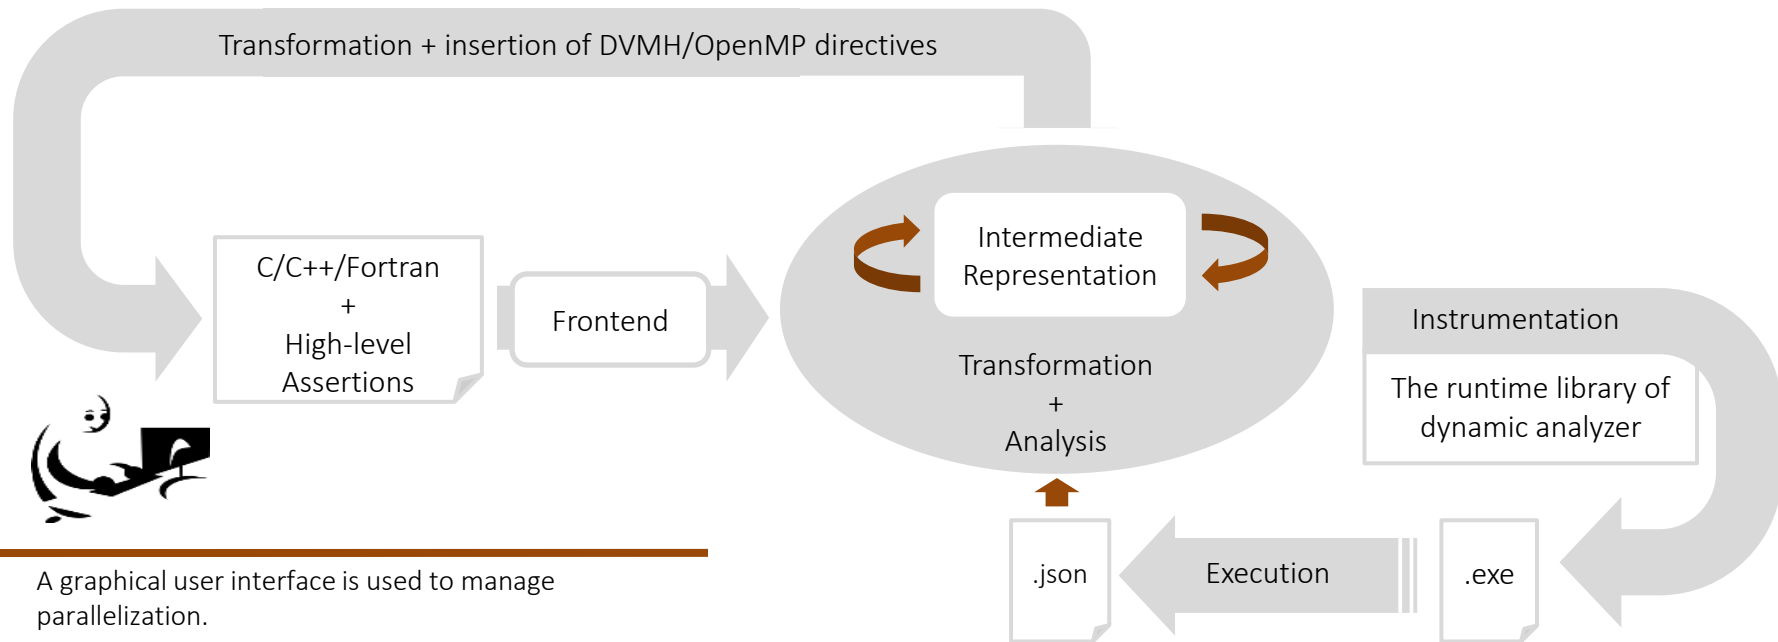 Transformation + insertion of DVMH/OpenMP directives
C/C++/Fortran
+
High-level
Assertions
Frontend
Intermediate
Representation
Transformation
+
Analysis
Instrumentation
The runtime library of
dynamic analyzer
.json
Execution
.exe
A graphical user interface is used to manage
parallelization.